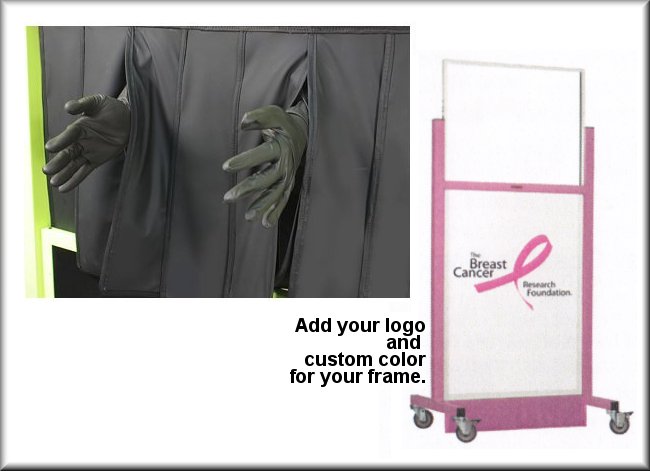 Add your logo
and
custom color
for your frame.
The
Breast
Cancer
Research
Foundation.